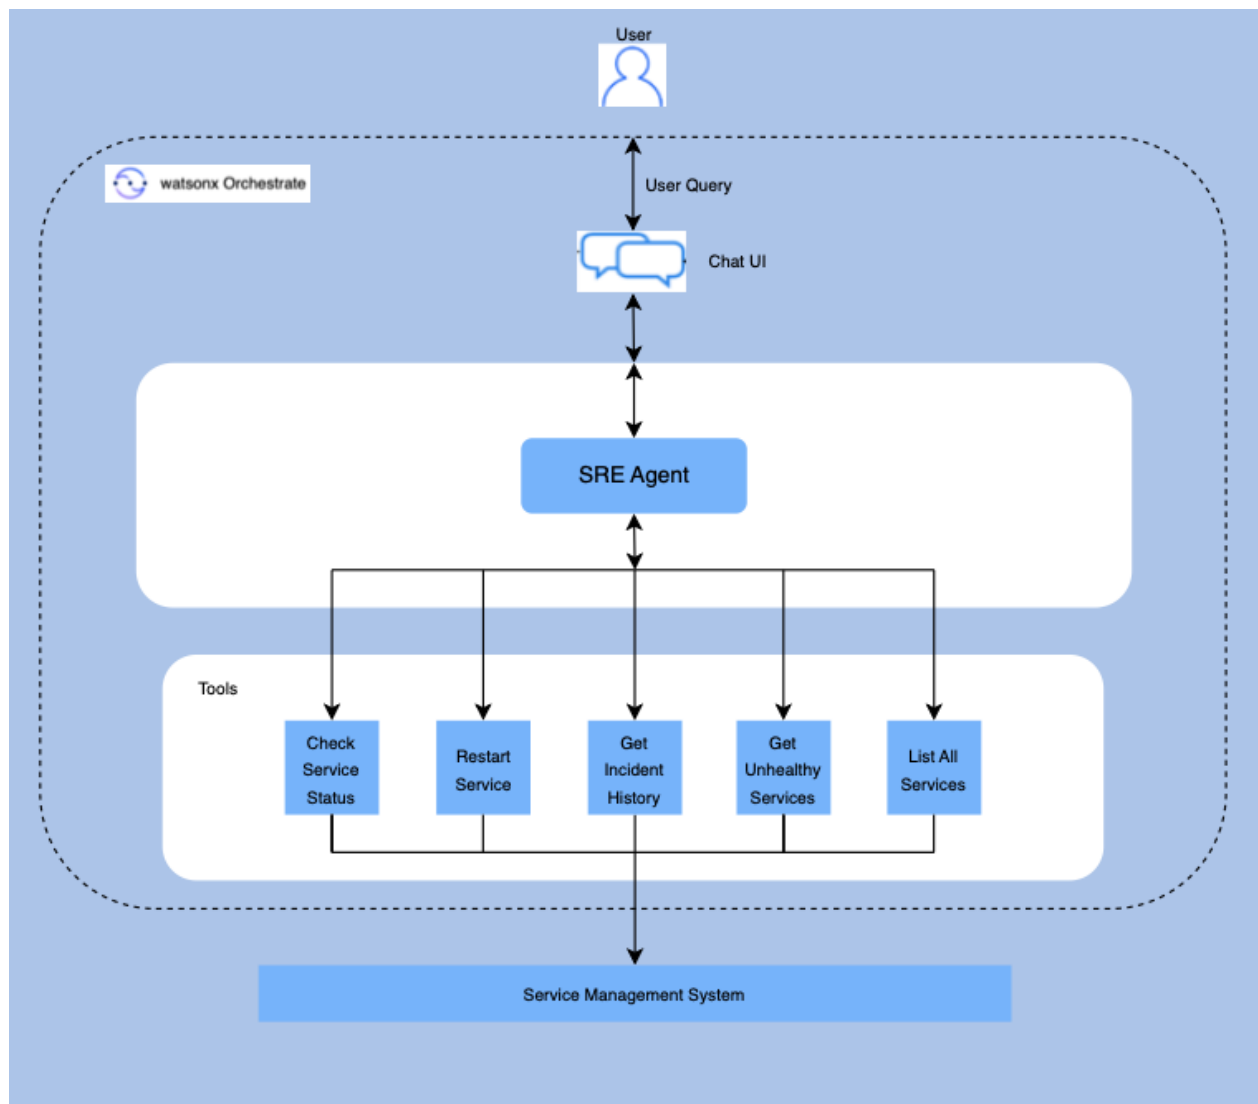 User
watsonx Orchestrate
User Query
Chat UI
SRE Agent
Tools
Check
Service
Status
Restart
Service
Get
Incident
History
Get
Unhealthy
Services
List All
Services
Service Management System